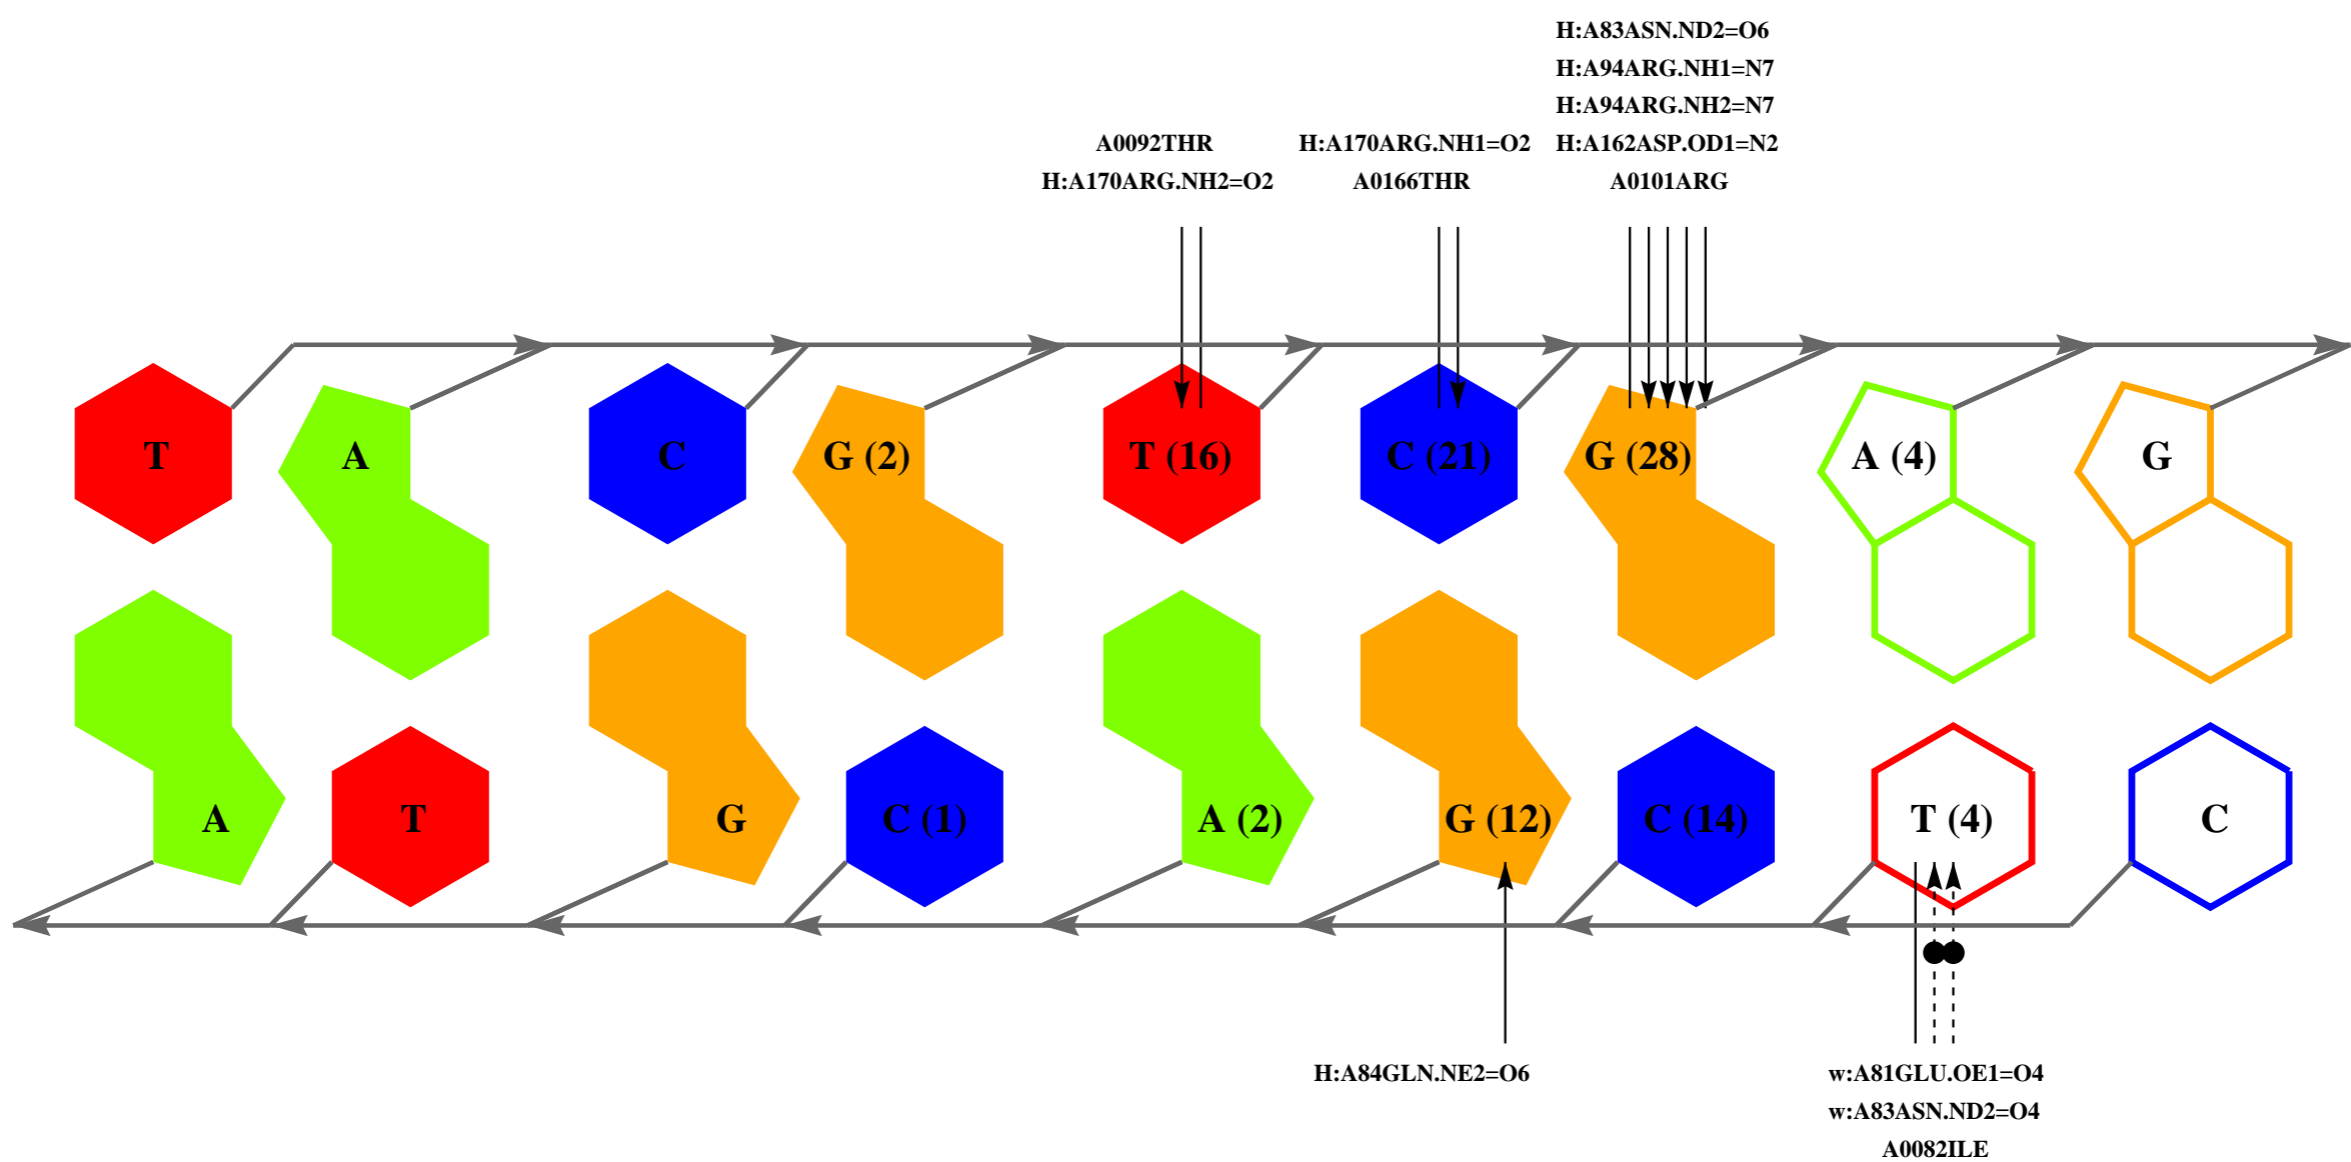 H:A83ASN.ND2=O6
H:A94ARG.NH1=N7
H:A94ARG.NH2=N7
A0092THR H:A170ARG.NH1=O2 H:A162ASP.OD1=N2
H:A170ARG.NH2=O2 A0166THR A0101ARG
T A C G (2) T (16) C (21) G (28) A (4) G
A T G C (1) A (2) G (12) C (14) T (4) C
H:A84GLN.NE2=O6 w:A81GLU.OE1=O4
w:A83ASN.ND2=O4
A0082ILE